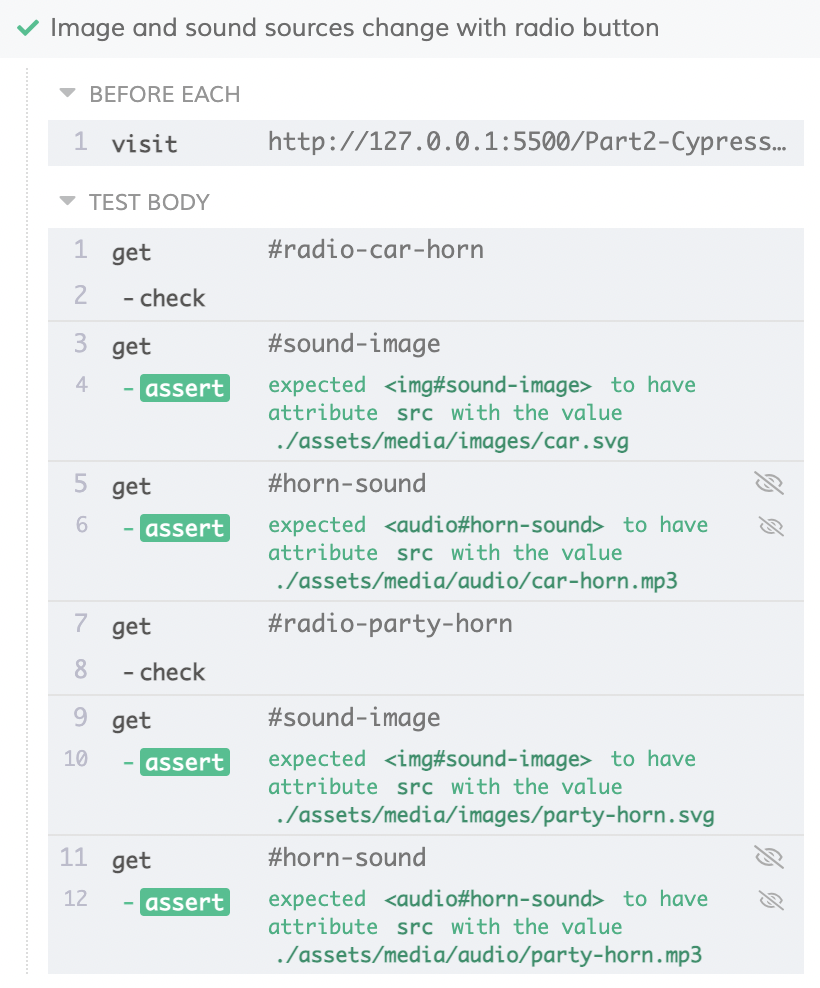 Image and sound sources change with radio button
BEFORE EACH
1 visit http://127.0.0.1:5500/Part2-Cypress…
TEST BODY
1 get #radio-car-horn
2 -check
3 get #sound-image
4 -assert expected <img#sound-image> to have
attribute src with the value
./assets/media/images/car.svg
5 get #horn-sound
6 -assert expected <audio#horn-sound> to have
attribute src with the value
./assets/media/audio/car-horn.mp3
7 get #radio-party-horn
8 -check
9 get #sound-image
10 -assert expected <img#sound-image> to have
attribute src with the value
./assets/media/images/party-horn.svg
11 get #horn-sound
12 -assert expected <audio#horn-sound> to have
attribute src with the value
./assets/media/audio/party-horn.mp3